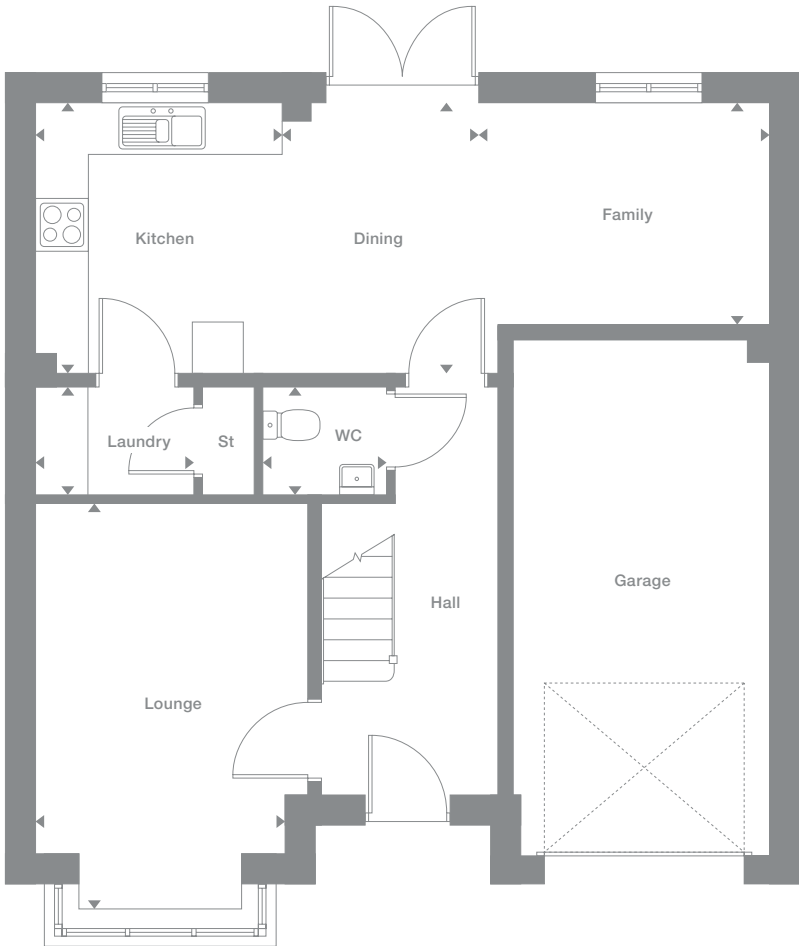 Family
Kitchen
Dining
Laundry
St
WC
Garage
Hall
Lounge